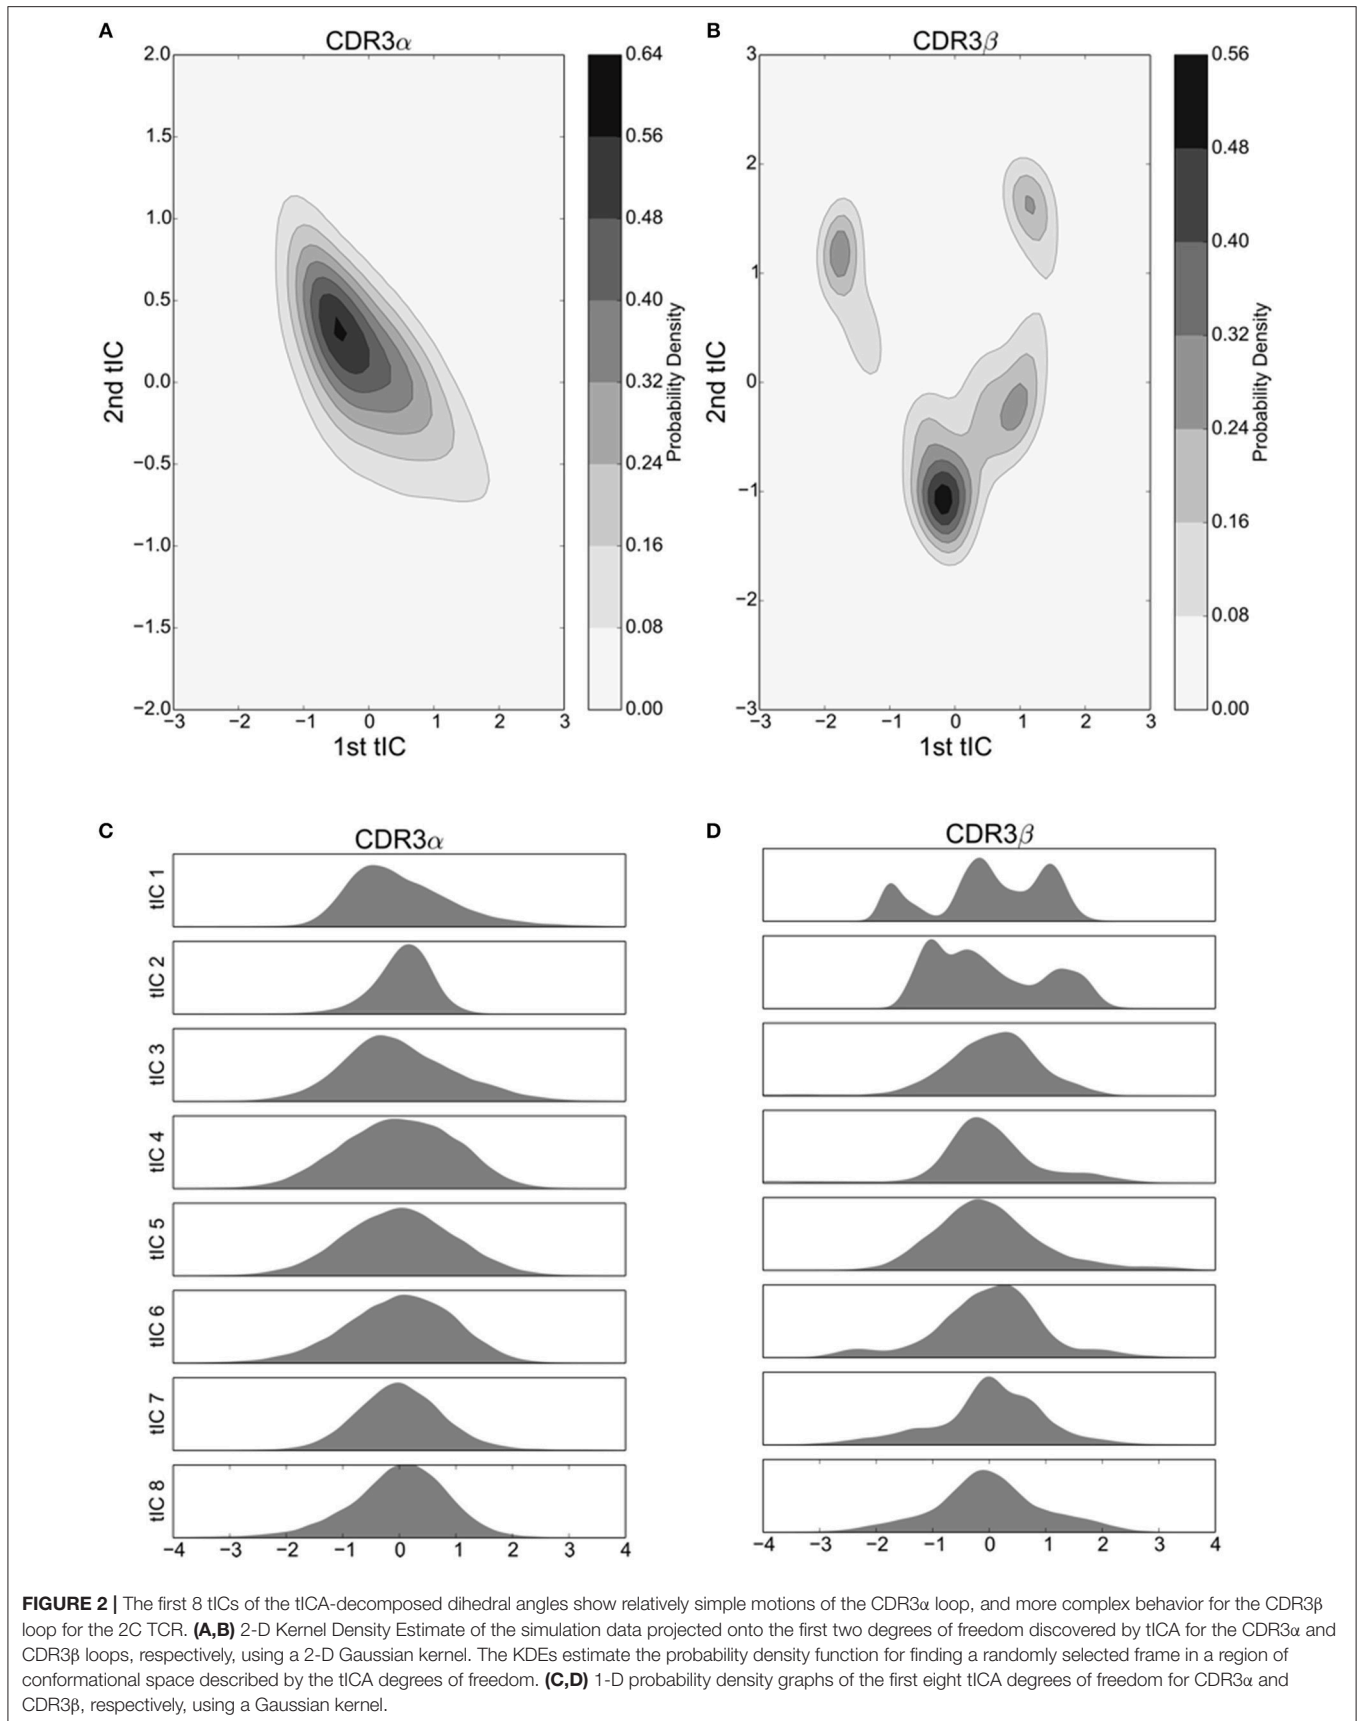 A
CDR3α
2.0
1.5
1.0
0.5
0.0
−0.5
−1.0
−1.5
−2.0
2nd tIC
−3 −2 −1 0 1 2 3
1st tIC
0.64
0.56
0.48
0.40
0.32
0.24
0.16
0.08
0.00
Probability Density
B
CDR3β
3
2
1
0
−1
−2
−3
2nd tIC
−3 −2 −1 0 1 2 3
1st tIC
0.56
0.48
0.40
0.32
0.24
0.16
0.08
0.00
Probability Density
C
CDR3α
tIC 1
tIC 2
tIC 3
tIC 4
tIC 5
tIC 6
tIC 7
tIC 8
−4 −3 −2 −1 0 1 2 3 4
D
CDR3β
−4 −3 −2 −1 0 1 2 3 4
FIGURE 2 | The first 8 tICs of the tICA-decomposed dihedral angles show relatively simple motions of the CDR3α loop, and more complex behavior for the CDR3β
loop for the 2C TCR. (A,B) 2-D Kernel Density Estimate of the simulation data projected onto the first two degrees of freedom discovered by tICA for the CDR3α and
CDR3β loops, respectively, using a 2-D Gaussian kernel. The KDEs estimate the probability density function for finding a randomly selected frame in a region of
conformational space described by the tICA degrees of freedom. (C,D) 1-D probability density graphs of the first eight tICA degrees of freedom for CDR3α and
CDR3β, respectively, using a Gaussian kernel.